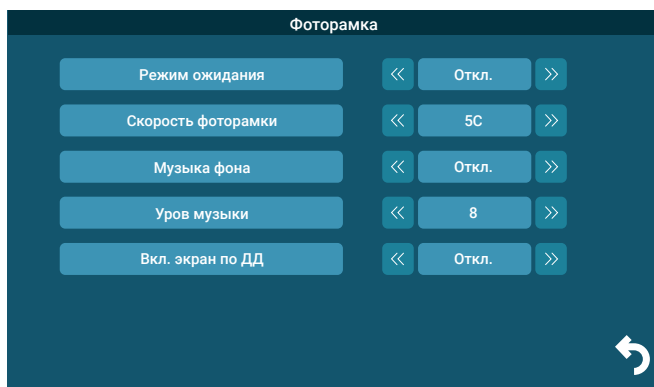 Фоторамка
Режим ожидания Откл.
Скорость фоторамки 5С
Музыка фона Откл.
Уров музыки 8
Вкл. экран по ДД Откл.